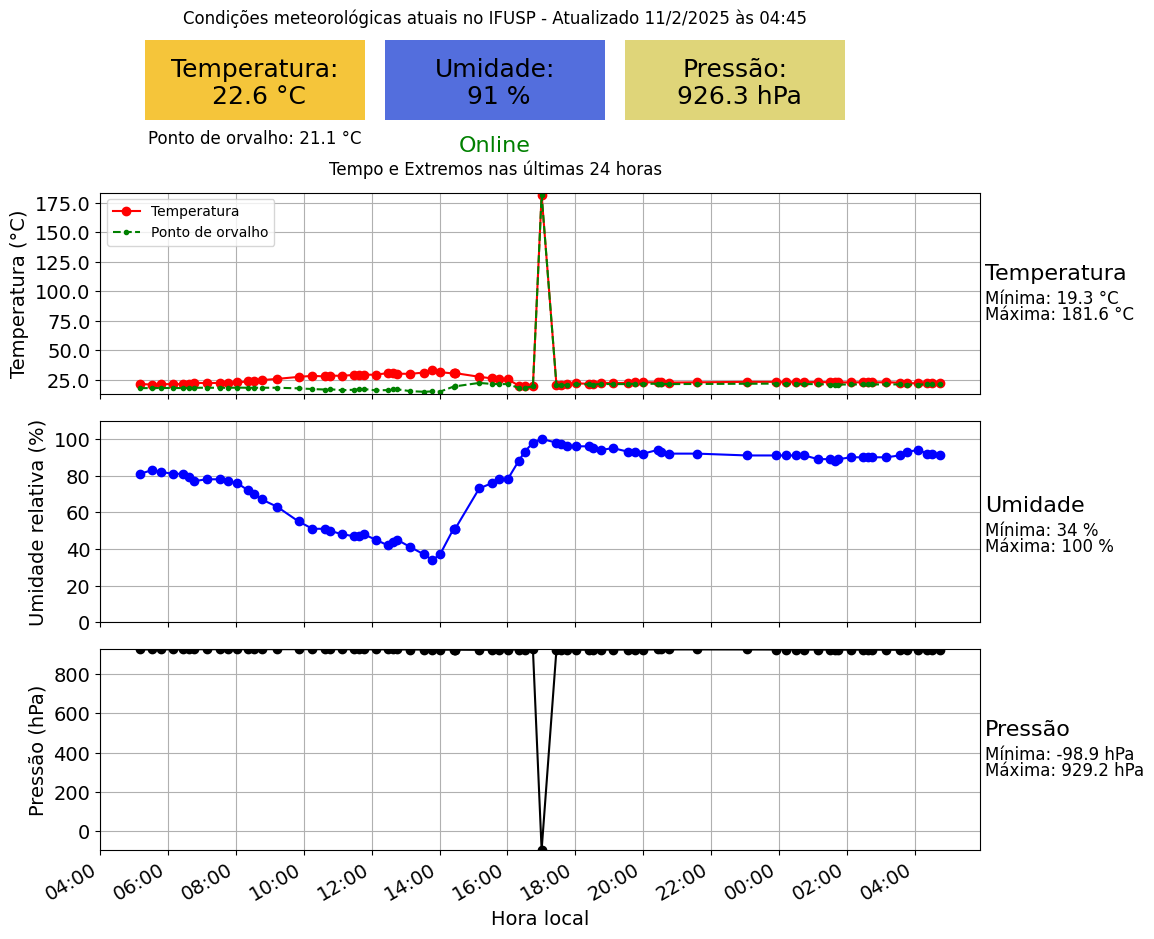 Condições meteorológicas atuais no IFUSP - Atualizado 11/2/2025 às 04:45
Temperatura:
22.6 °C
Umidade:
91 %
Pressão:
926.3 hPa
Ponto de orvalho: 21.1 °C
Online
Tempo e Extremos nas últimas 24 horas
Temperatura (°C)
175.0
150.0
125.0
100.0
75.0
50.0
25.0
Temperatura
Ponto de orvalho
Temperatura
Mínima: 19.3 °C
Máxima: 181.6 °C
Umidade relativa (%)
100
80
60
40
20
0
Umidade
Mínima: 34 %
Máxima: 100 %
Pressão (hPa)
800
600
400
200
0
Pressão
Mínima: -98.9 hPa
Máxima: 929.2 hPa
04:00
06:00
08:00
10:00
12:00
14:00
16:00
18:00
20:00
22:00
00:00
02:00
04:00
Hora local